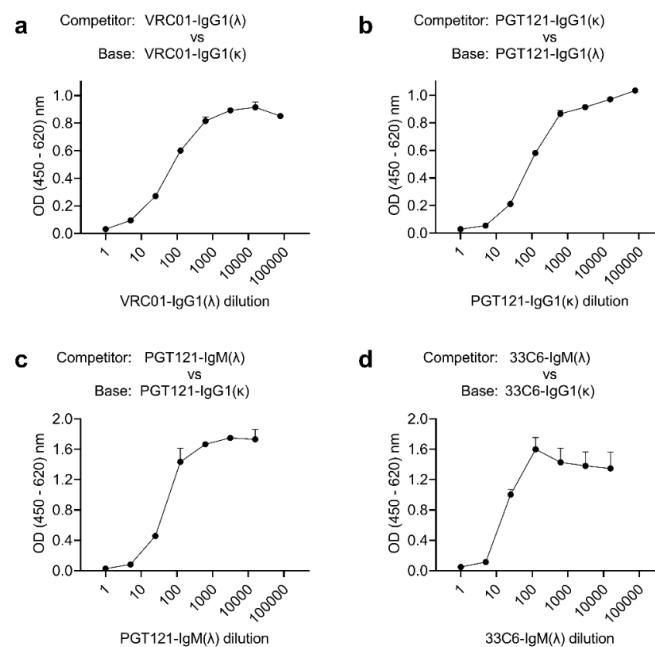 a
Competitor: VRC01-IgG1(λ)
vs
Base: VRC01-IgG1(κ)
OD (450 - 620) nm
1.0
0.8
0.6
0.4
0.2
0.0
1
10
100
1000
10000
100000
VRC01-IgG1(λ) dilution
b
Competitor: PGT121-IgG1(κ)
vs
Base: PGT121-IgG1(λ)
OD (450 - 620) nm
1.0
0.8
0.6
0.4
0.2
0.0
1
10
100
1000
10000
100000
PGT121-IgG1(κ) dilution
c
Competitor: PGT121-IgM(λ)
vs
Base: PGT121-IgG1(κ)
OD (450 - 620) nm
2.0
1.6
1.2
0.8
0.4
0.0
1
10
100
1000
10000
100000
PGT121-IgM(λ) dilution
d
Competitor: 33C6-IgM(λ)
vs
Base: 33C6-IgG1(κ)
OD (450 - 620) nm
2.0
1.6
1.2
0.8
0.4
0.0
1
10
100
1000
10000
100000
33C6-IgM(λ) dilution